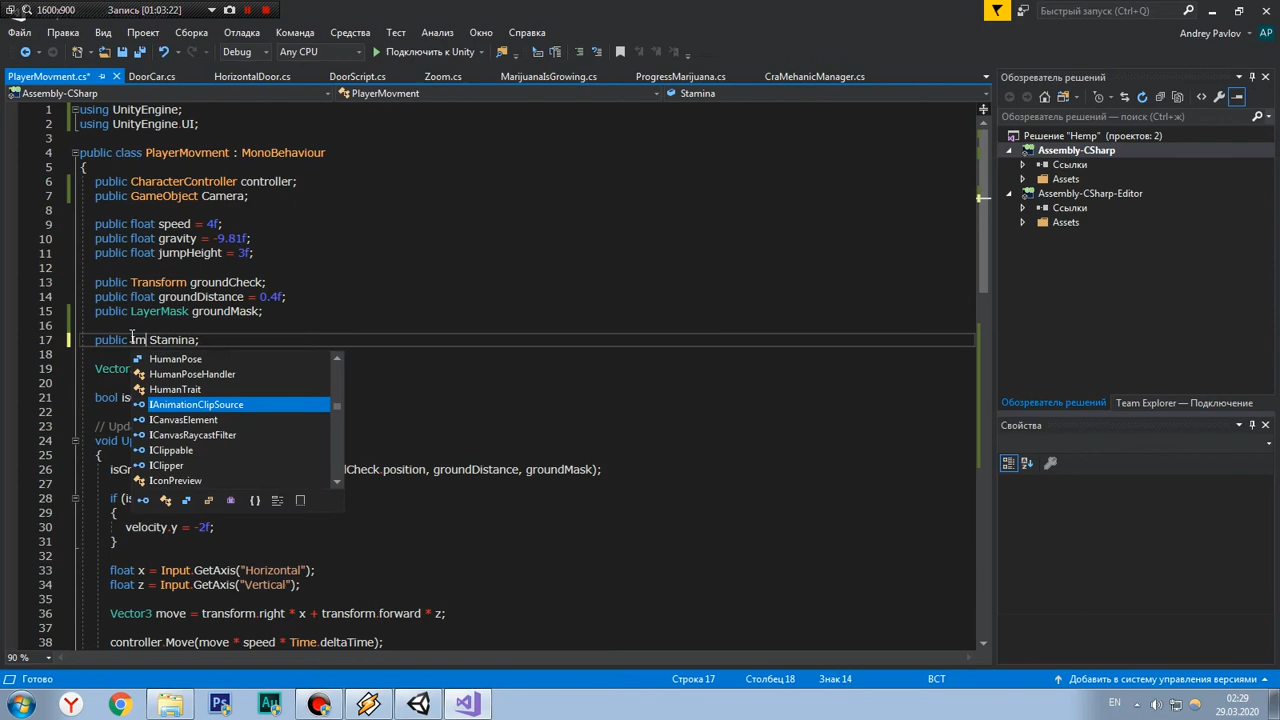 1600x900
Запись [01:03:22]
Быстрый запуск (Ctrl+Q)
Файл Правка Вид Проект Сборка Отладка Команда Средства Тест Анализ Окно Справка
Andrey Pavlov AP
Debug Any CPU Подключить к Unity
PlayerMovment.cs* DoorCar.cs HorizontalDoor.cs DoorScript.cs Zoom.cs MarijuanaIsGrowing.cs ProgressMarijuana.cs CraMehanicManager.cs
Assembly-CSharp PlayerMovment Stamina
1 using UnityEngine;
2 using UnityEngine.UI;
3
4 public class PlayerMovment : MonoBehaviour
5 {
6 public CharacterController controller;
7 public GameObject Camera;
8
9 public float speed = 4f;
10 public float gravity = -9.81f;
11 public float jumpHeight = 3f;
12
13 public Transform groundCheck;
14 public float groundDistance = 0.4f;
15 public LayerMask groundMask;
16
17 public Im Stamina;
18
HumanPose
19 Vector
HumanPoseHandler
20
HumanTrait
21 bool is
IAnimationClipSource
22
ICanvasElement
23 // Upda
ICanvasRaycastFilter
24 void Up
IClippable
25 {
IClipper
26 isG dCheck.position, groundDistance, groundMask);
27
IconPreview
28 if (is
29 {
30 velocity.y = -2f;
31 }
32
33 float x = Input.GetAxis("Horizontal");
34 float z = Input.GetAxis("Vertical");
35
36 Vector3 move = transform.right * x + transform.forward * z;
37
38 controller.Move(move * speed * Time.deltaTime);
90 %
Обозреватель решений
Обозреватель решений — поиск (Ctrl+ж)
Решение "Hemp" (проектов: 2)
Assembly-CSharp
Ссылки
Assets
Assembly-CSharp-Editor
Ссылки
Assets
Team Explorer — Подключение
Свойства
Готово Строка 17 Столбец 18 Знак 14 ВСТ Добавить в систему управления версиями
Ps Au EN 02:29
29.03.2020